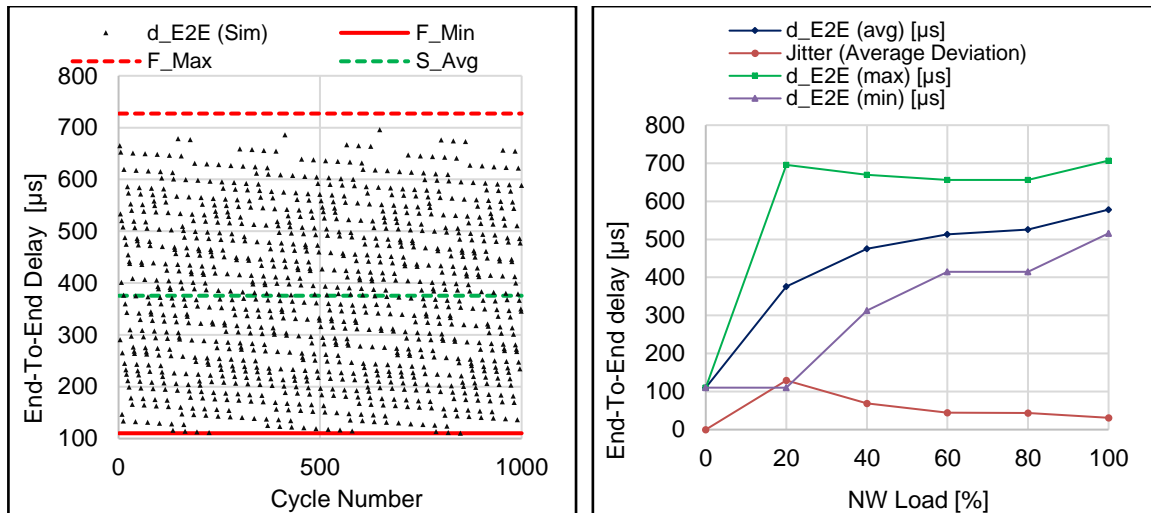 d_E2E (Sim) F_Min
F_Max S_Avg
800
700
600
500
400
300
200
100
0 500 1000
End-To-End Delay [µs]
Cycle Number
d_E2E (avg) [µs]
Jitter (Average Deviation)
d_E2E (max) [µs]
d_E2E (min) [µs]
800
700
600
500
400
300
200
100
0
0 20 40 60 80 100
End-To-End delay [µs]
NW Load [%]